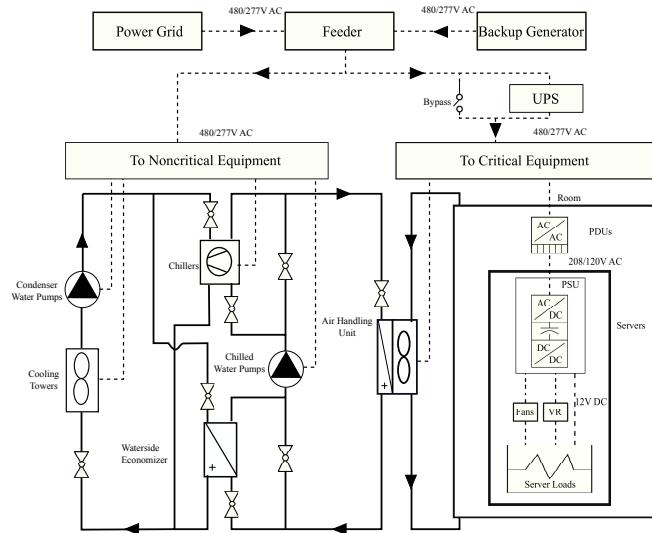 480/277V AC
480/277V AC
Power Grid
Feeder
Backup Generator
Bypass
UPS
480/277V AC
480/277V AC
To Noncritical Equipment
To Critical Equipment
Room
AC
AC
PDUs
Chillers
208/120V AC
Condenser
Water Pumps
PSU
AC
DC
Servers
Air Handling
Unit
DC
DC
Cooling
Towers
Chilled
Water Pumps
12V DC
Fans
VR
Waterside
Economizer
+
+
Server Loads